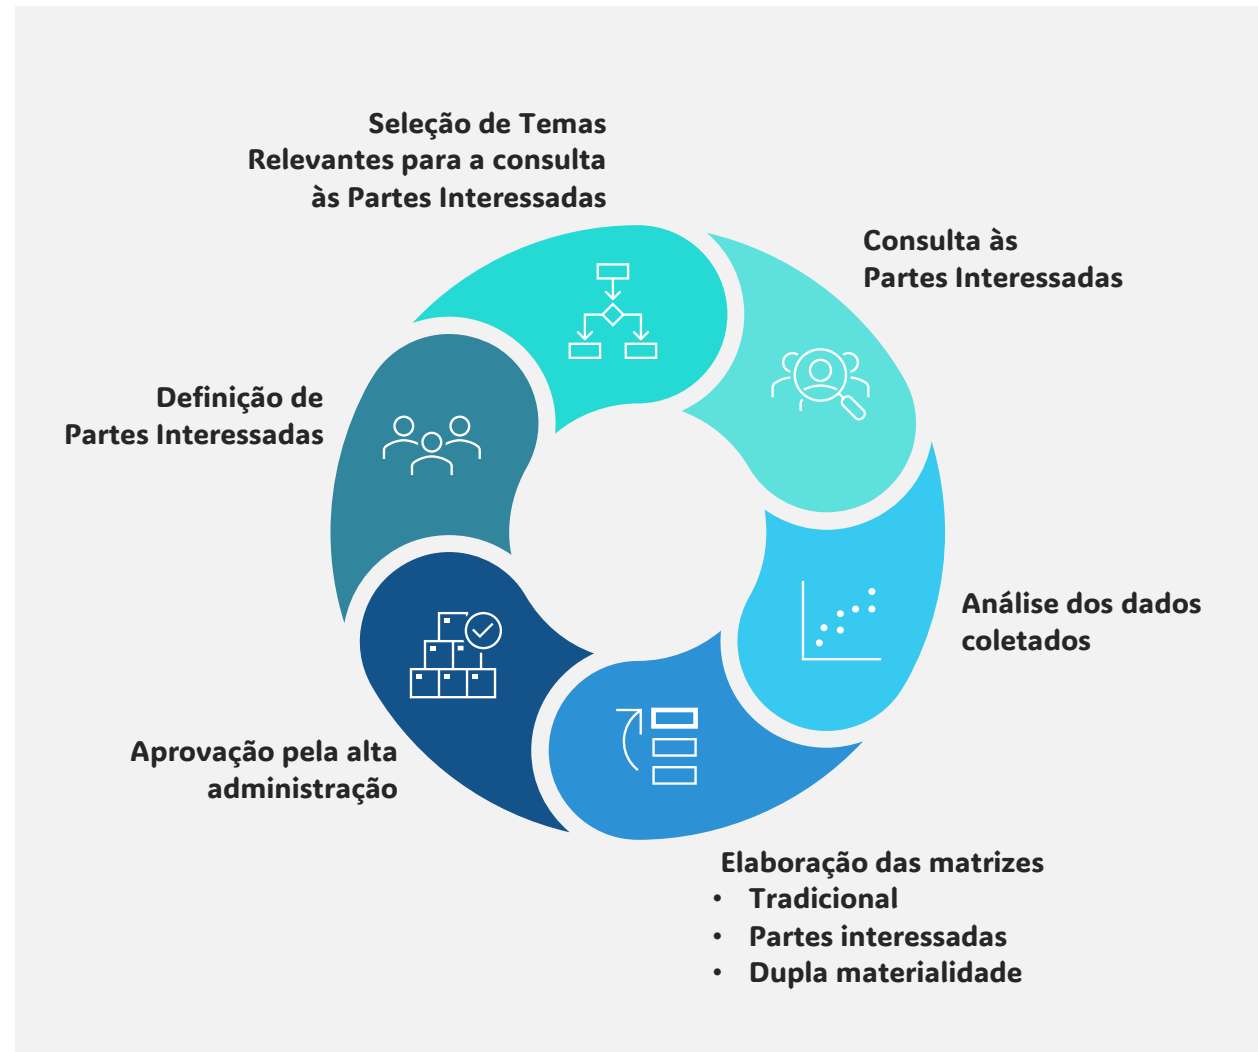 Seleção de Temas
Relevantes para a consulta
às Partes Interessadas
Consulta às
Partes Interessadas
Definição de
Partes Interessadas
Análise dos dados
coletados
Aprovação pela alta
administração
Elaboração das matrizes
• Tradicional
• Partes interessadas
• Dupla materialidade